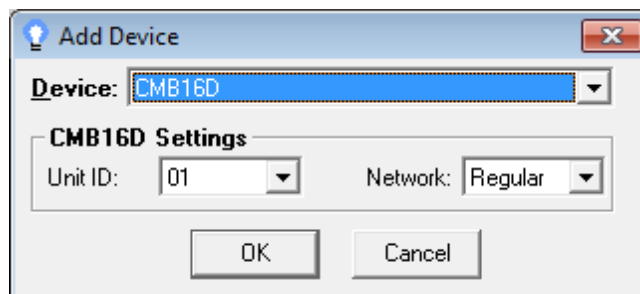 Add Device
Device: CMB16D
CMB16D Settings
Unit ID: 01 Network: Regular
OK Cancel